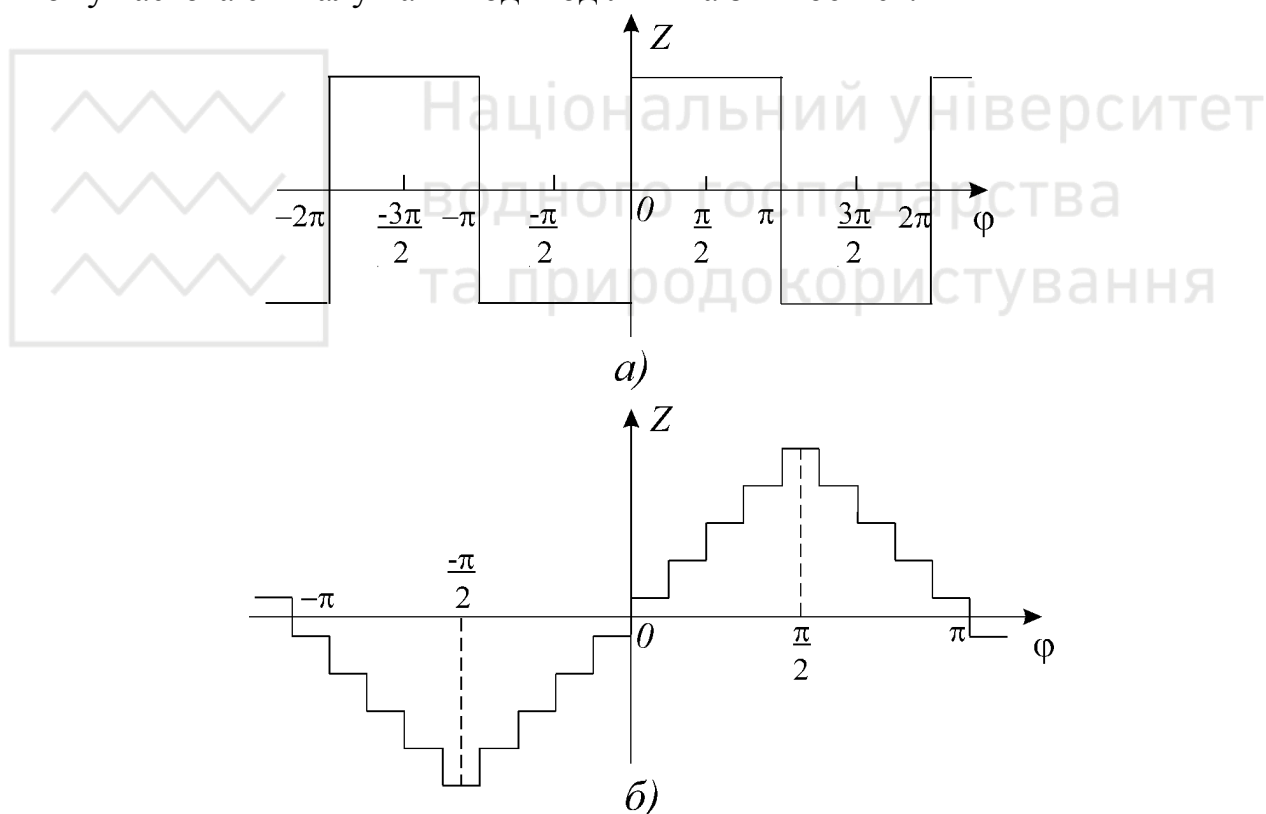 Z
Національний університет
водного господарства
та природокористування
–2π -3π/2 –π -π/2 0 π/2 π 3π/2 2π φ
а)
Z
-π/2
–π
0 π/2 π φ
б)